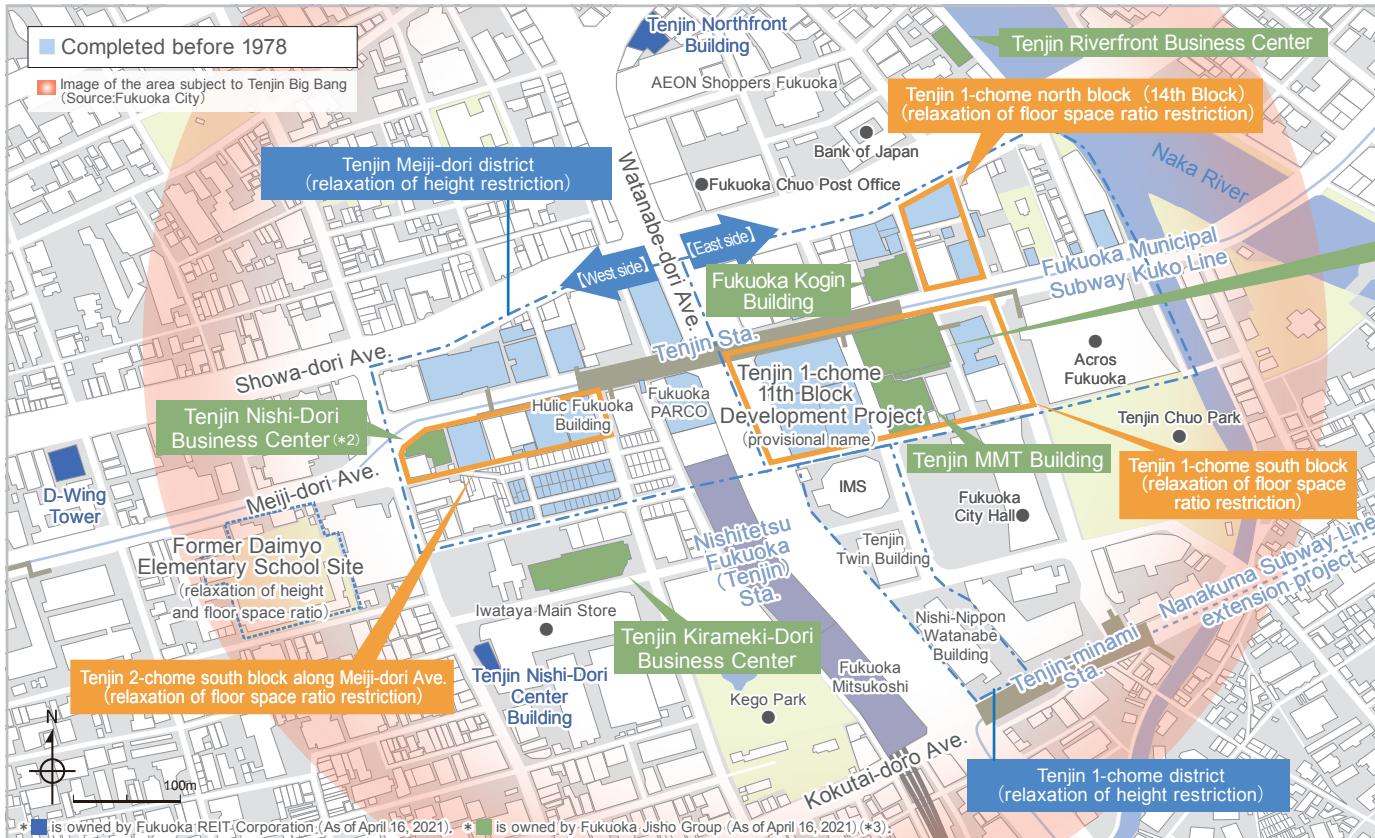 Completed before 1978
Image of the area subject to Tenjin Big Bang
(Source:Fukuoka City)
Tenjin Northfront
Building
AEON Shoppers Fukuoka
Tenjin Riverfront Business Center
Tenjin 1-chome north block（14th Block）
(relaxation of floor space ratio restriction)
Bank of Japan
Fukuoka Chuo Post Office
Naka River
Tenjin Meiji-dori district
(relaxation of height restriction)
Watanabe-dori Ave.
【West side】
【East side】
Fukuoka Kogin
Building
Fukuoka Municipal
Subway Kuko Line
Showa-dori Ave.
Tenjin Sta.
Acros
Fukuoka
Tenjin 1-chome
11th Block
Development Project
(provisional name)
Fukuoka
PARCO
Hulic Fukuoka
Building
Tenjin Nishi-Dori
Business Center(*2)
Tenjin Chuo Park
Tenjin MMT Building
Tenjin 1-chome south block
(relaxation of floor space
ratio restriction)
D-Wing
Tower
Meiji-dori Ave.
IMS
Fukuoka
City Hall
Former Daimyo
Elementary School Site
(relaxation of height
and floor space ratio)
Nishitetsu
Fukuoka
(Tenjin)
Sta.
Tenjin
Twin Building
Nanakuma Subway Line
extension project
Iwataya Main Store
Tenjin Kirameki-Dori
Business Center
Nishi-Nippon
Watanabe
Building
Tenjin-minami
Sta.
Tenjin 2-chome south block along Meiji-dori Ave.
(relaxation of floor space ratio restriction)
Tenjin Nishi-Dori
Center
Building
Fukuoka
Mitsukoshi
Kego Park
N
100m
Kokutai-doro Ave.
Tenjin 1-chome district
(relaxation of height restriction)
* is owned by Fukuoka REIT Corporation (As of April 16, 2021). * is owned by Fukuoka Jisho Group (As of April 16, 2021) (*3).